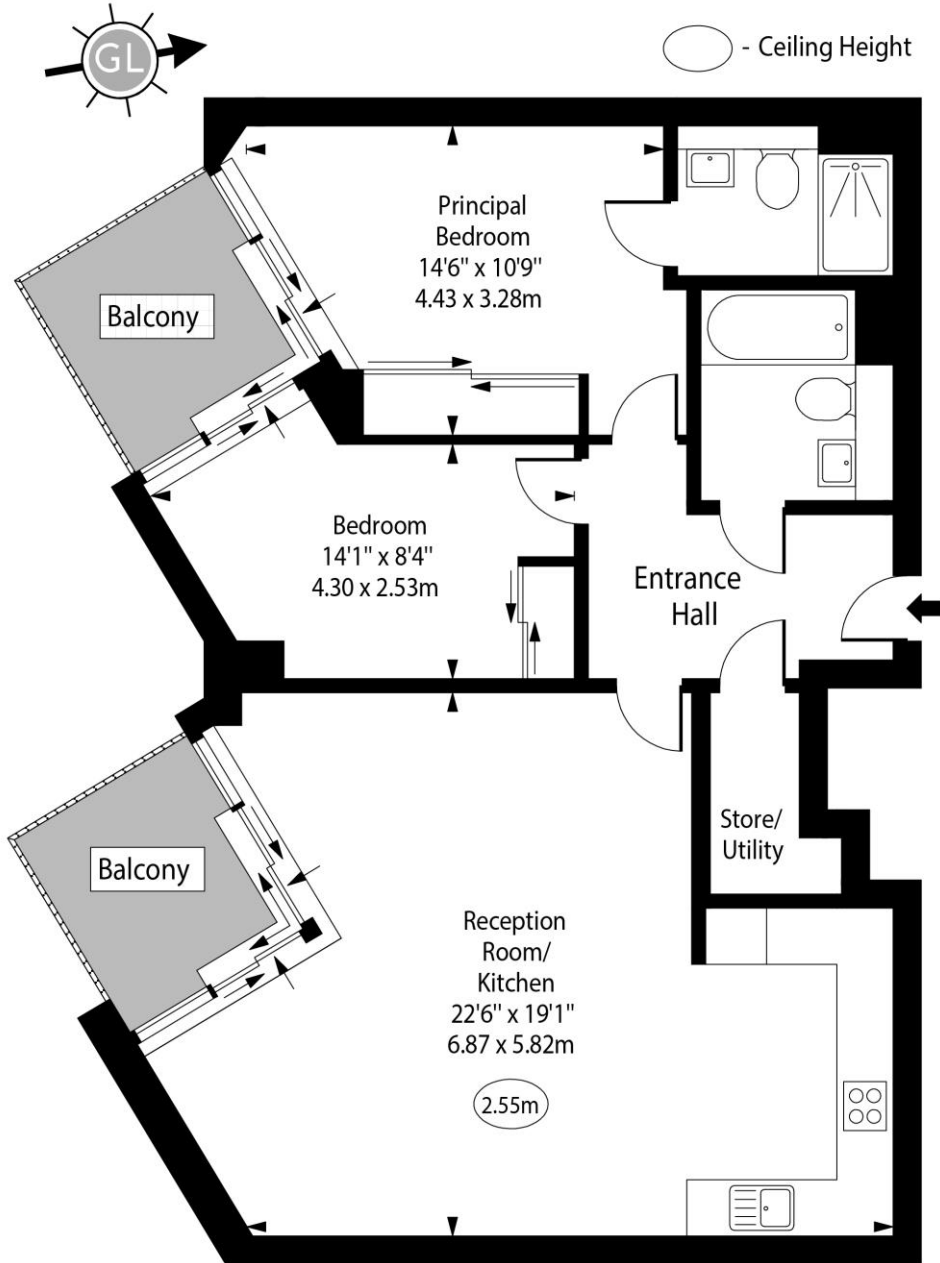 GL
- Ceiling Height
Principal
Bedroom
14'6" x 10'9"
4.43 x 3.28m
Balcony
Bedroom
14'1" x 8'4"
4.30 x 2.53m
Entrance
Hall
Store/
Utility
Balcony
Reception
Room/
Kitchen
22'6" x 19'1"
6.87 x 5.82m
2.55m